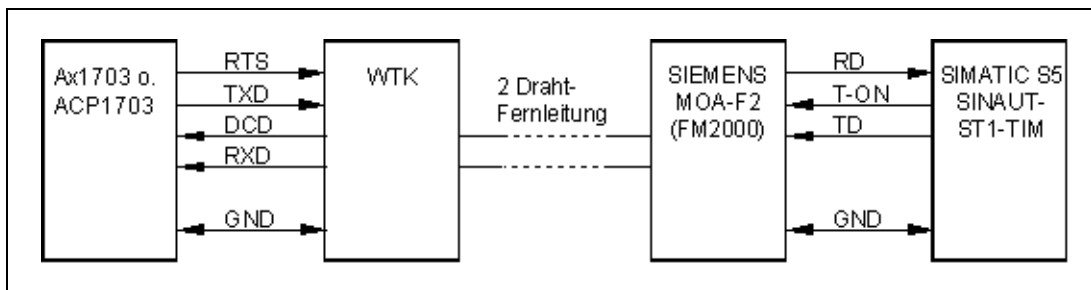 Ax1703 o.
ACP1703
RTS
TXD
DCD
RXD
GND
WTK
2 Draht-
Fernleitung
SIEMENS
MOA-F2
(FM2000)
RD
T-ON
TD
GND
SIMATIC S5
SINAUT-
ST1-TIM